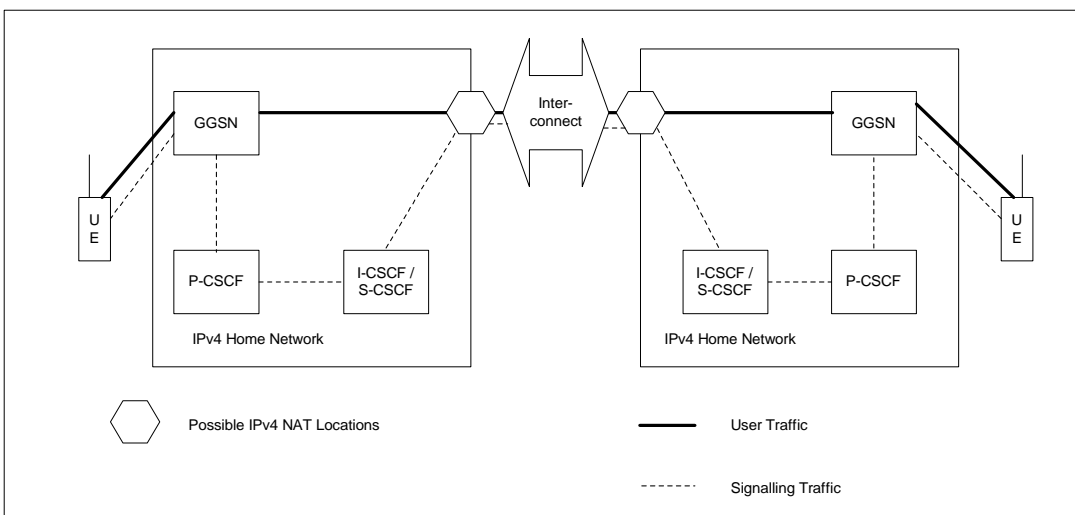 Inter-
connect
GGSN
GGSN
U
E
U
E
P-CSCF
I-CSCF /
S-CSCF
I-CSCF /
S-CSCF
P-CSCF
IPv4 Home Network
IPv4 Home Network
Possible IPv4 NAT Locations
User Traffic
Signalling Traffic